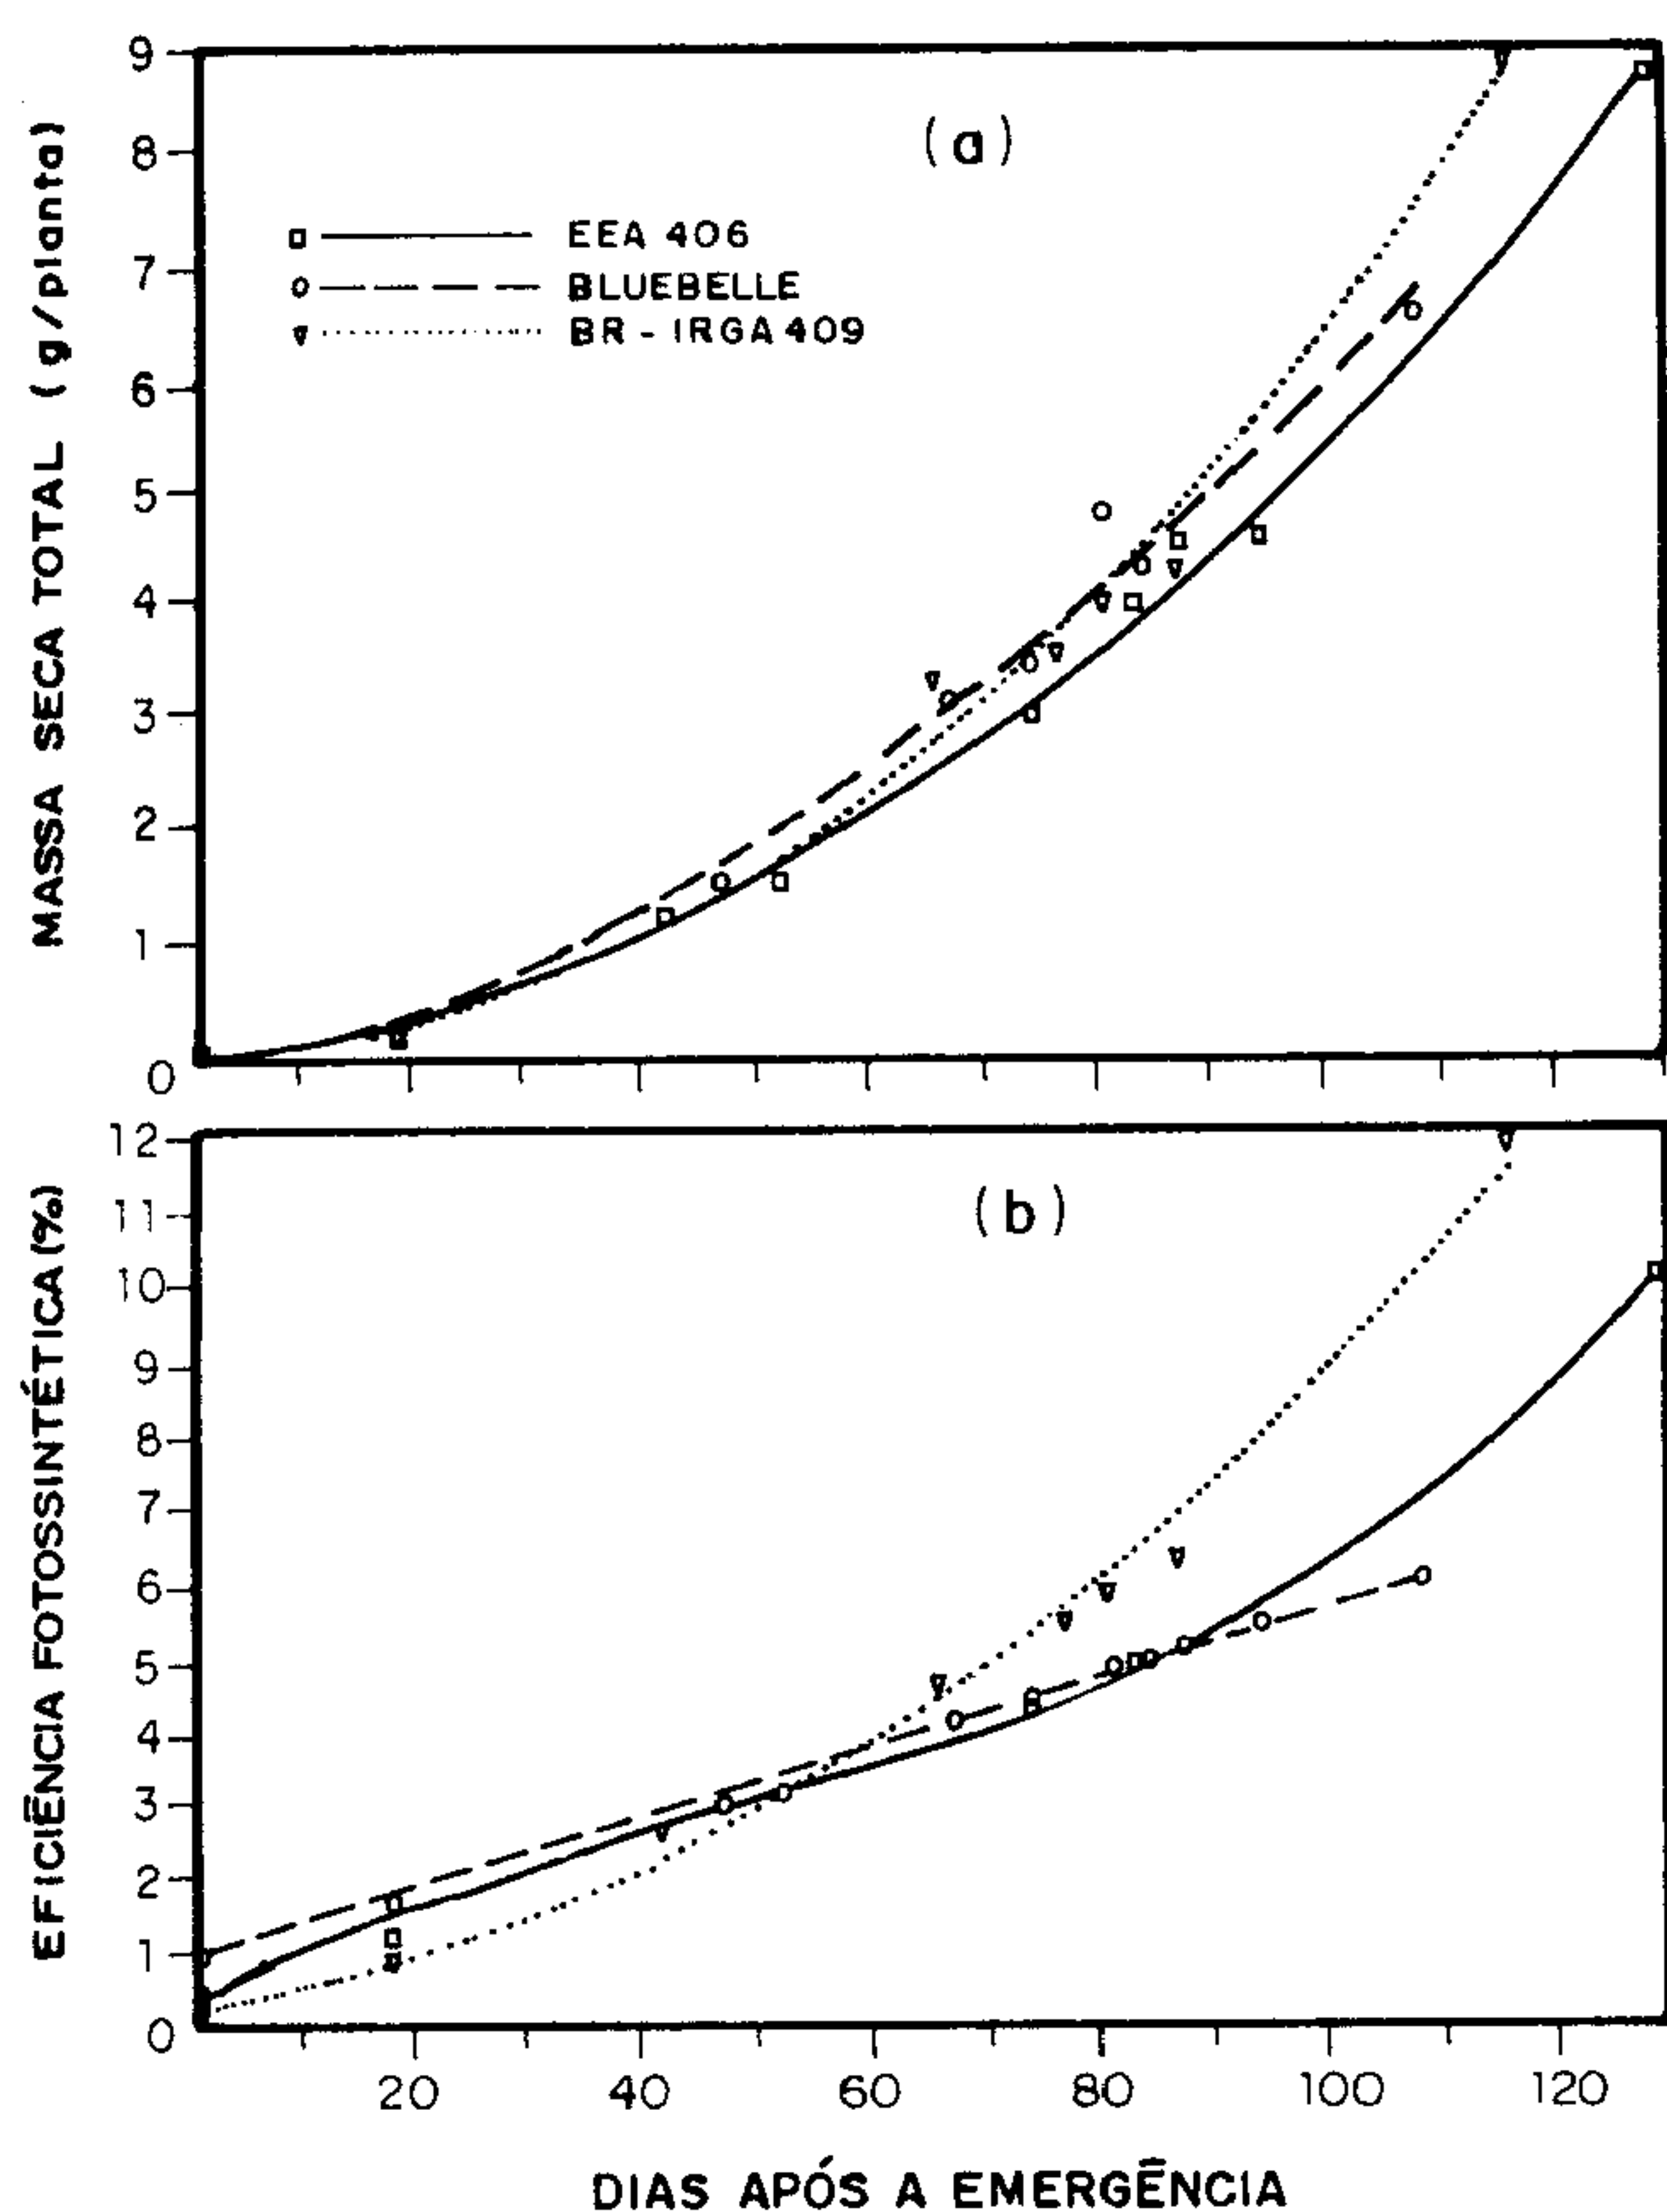 9
(a)
8
EEA 406
7
BLUEBELLE
BR - IRGA 409
6
5
4
3
2
1
0
MASSA SECA TOTAL (g/planta)
12
(b)
11
10
9
8
7
6
5
4
3
2
1
0
EFICIÊNCIA FOTOSSINTÉTICA (%)
20 40 60 80 100 120
DIAS APÓS A EMERGÊNCIA